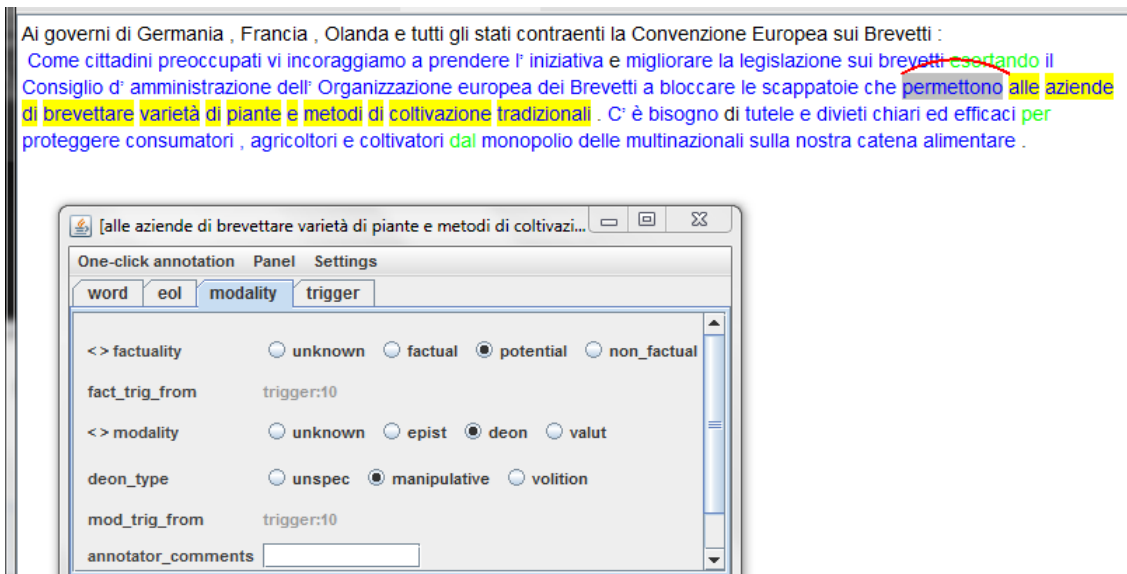 Ai governi di Germania , Francia , Olanda e tutti gli stati contraenti la Convenzione Europea sui Brevetti :
Come cittadini preoccupati vi incoraggiamo a prendere l' iniziativa e migliorare la legislazione sui brevetti esortando il
Consiglio d' amministrazione dell' Organizzazione europea dei Brevetti a bloccare le scappatoie che permettono alle aziende
di brevettare varietà di piante e metodi di coltivazione tradizionali . C' è bisogno di tutele e divieti chiari ed efficaci per
proteggere consumatori , agricoltori e coltivatori dal monopolio delle multinazionali sulla nostra catena alimentare .
[alle aziende di brevettare varietà di piante e metodi di coltivazi...
One-click annotation Panel Settings
word eol modality trigger
<> factuality unknown factual potential non_factual
fact_trig_from trigger:10
<> modality unknown epist deon valut
deon_type unspec manipulative volition
mod_trig_from trigger:10
annotator_comments